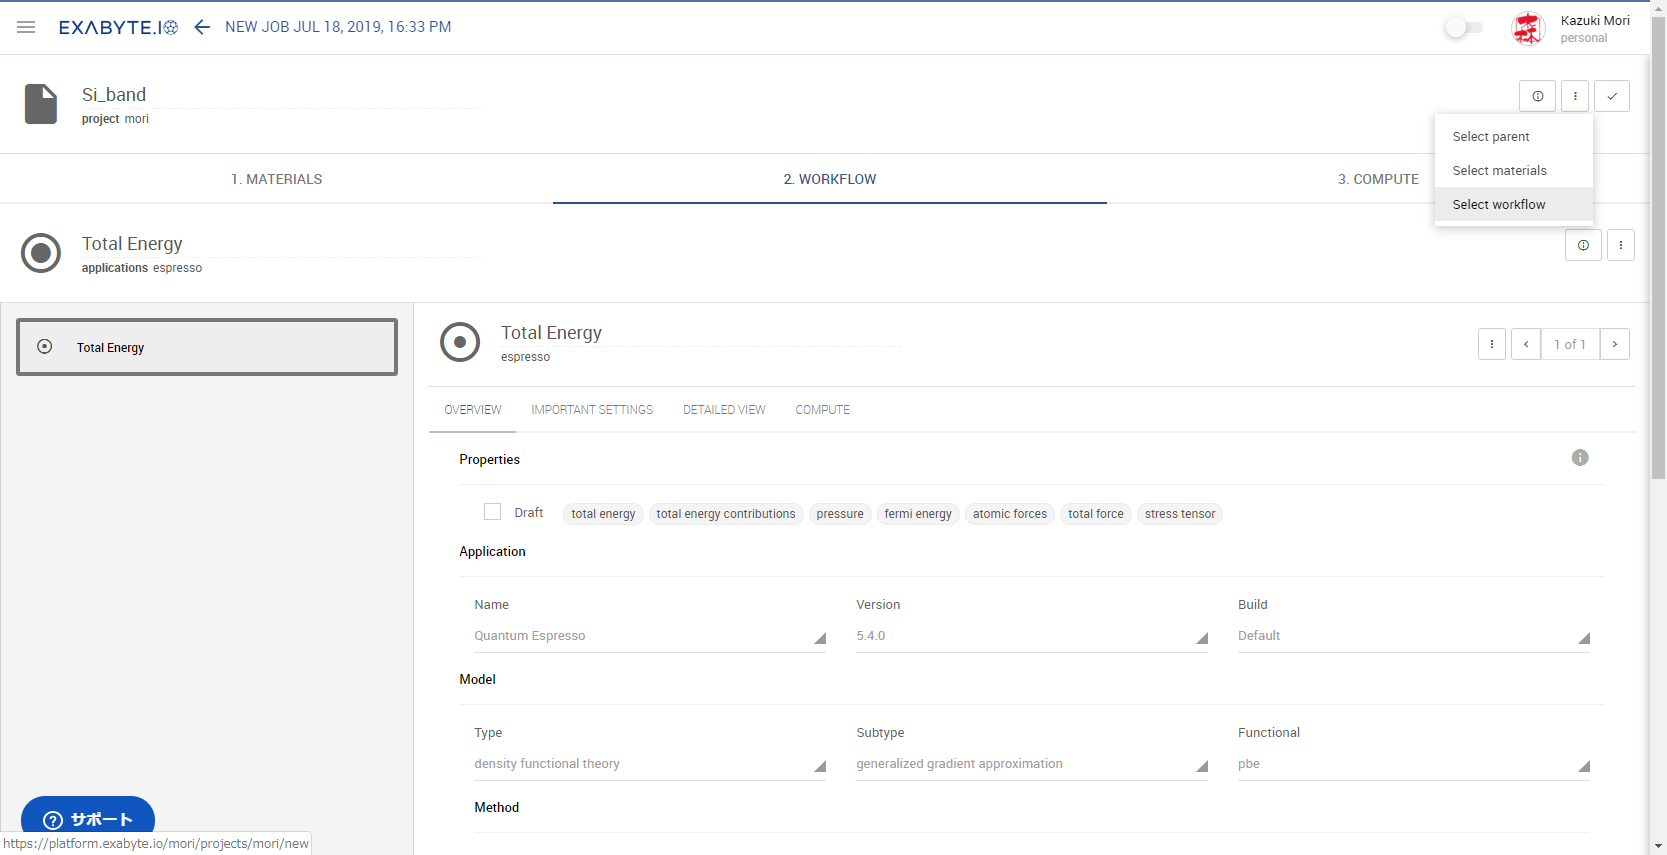 EXABYTE.IO
NEW JOB JUL 18, 2019, 16:33 PM
Kazuki Mori
personal
Si_band
project mori
Select parent
Select materials
Select workflow
1. MATERIALS
2. WORKFLOW
3. COMPUTE
Total Energy
applications espresso
Total Energy
Total Energy
espresso
1 of 1
OVERVIEW
IMPORTANT SETTINGS
DETAILED VIEW
COMPUTE
Properties
Draft
total energy
total energy contributions
pressure
fermi energy
atomic forces
total force
stress tensor
Application
Name
Version
Build
Quantum Espresso
5.4.0
Default
Model
Type
Subtype
Functional
density functional theory
generalized gradient approximation
pbe
Method
サポート
https://platform.exabyte.io/mori/projects/mori/new